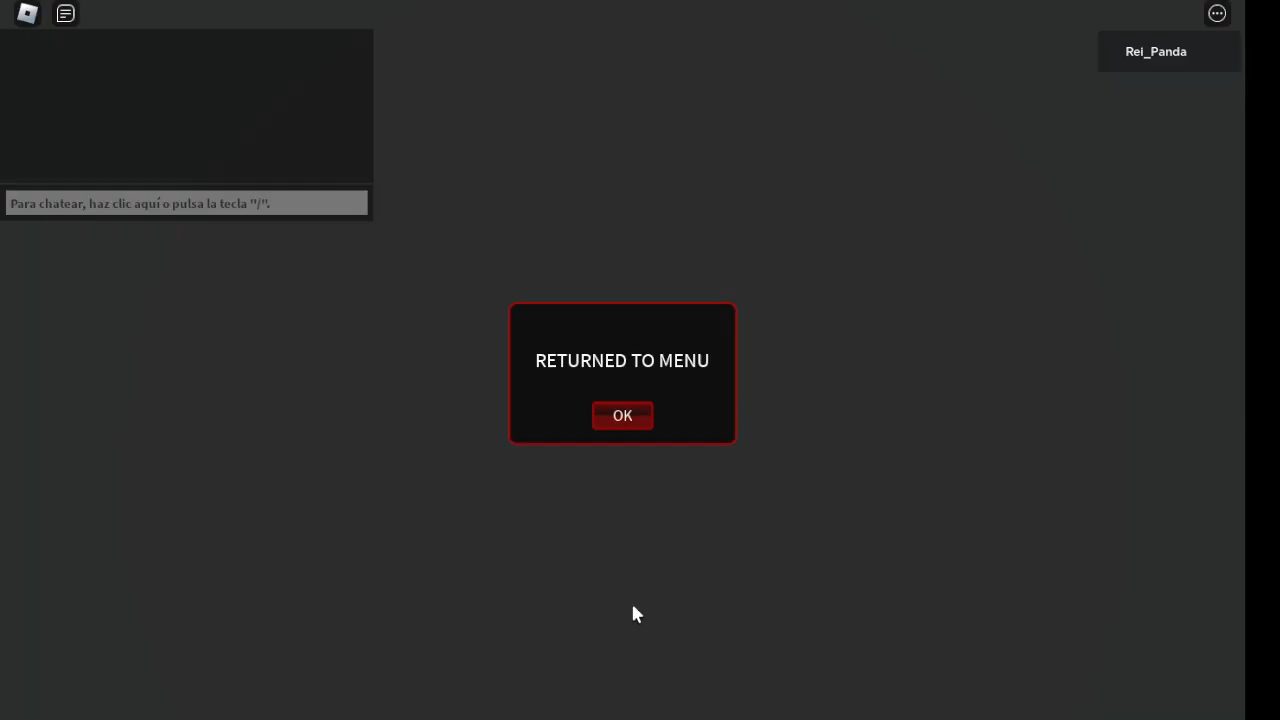 Rei_Panda
Para chatear, haz clic aquí o pulsa la tecla "/".
RETURNED TO MENU
OK